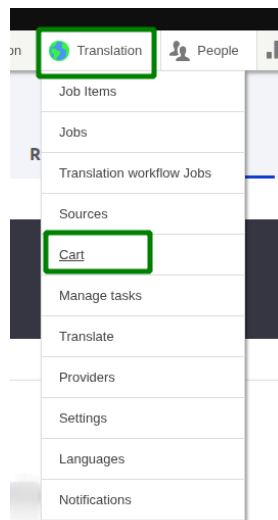 on Translation People
Job Items
Jobs
R
Translation workflow Jobs
Sources
Cart
Manage tasks
Translate
Providers
Settings
Languages
Notifications